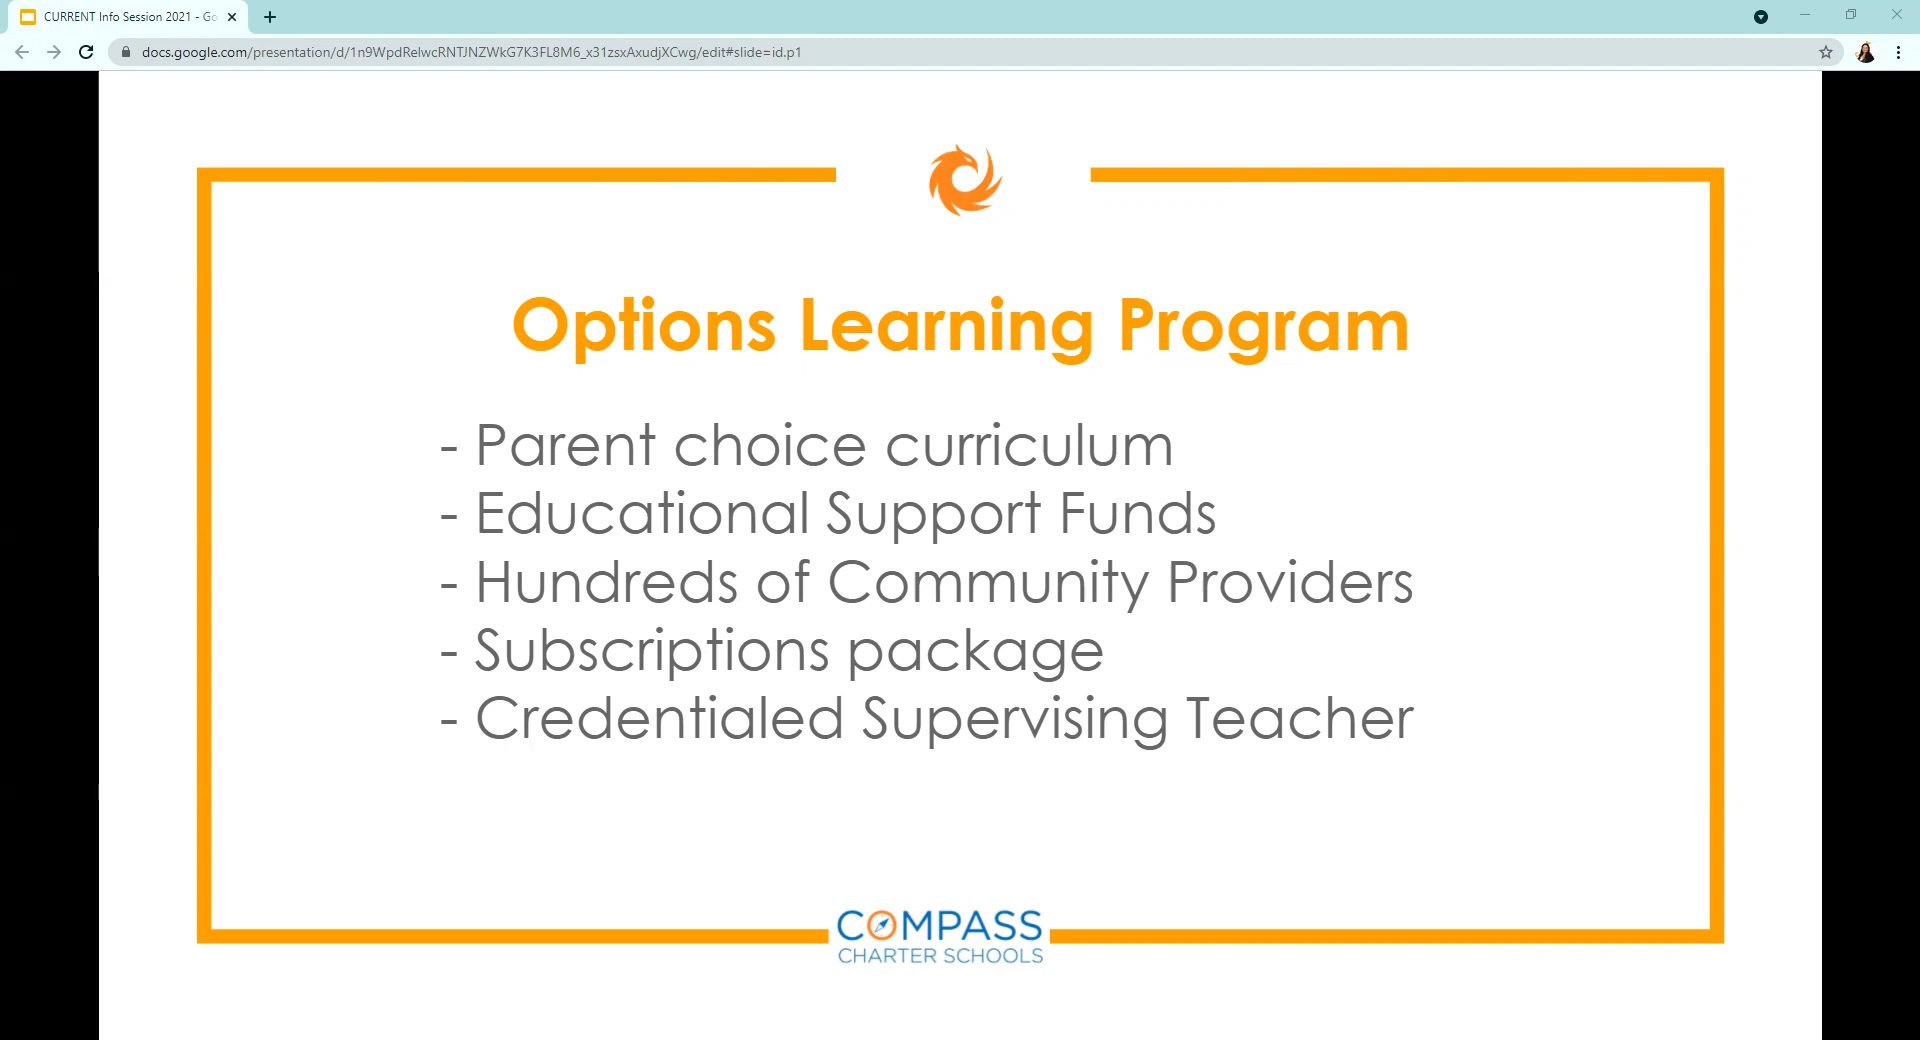 CURRENT Info Session 2021 - Go
docs.google.com/presentation/d/1n9WpdRelwcRNTJNZWkG7K3FL8M6_x31zsxAxudjXCwg/edit#slide=id.p1
Options Learning Program
- Parent choice curriculum
- Educational Support Funds
- Hundreds of Community Providers
- Subscriptions package
- Credentialed Supervising Teacher
COMPASS
CHARTER SCHOOLS